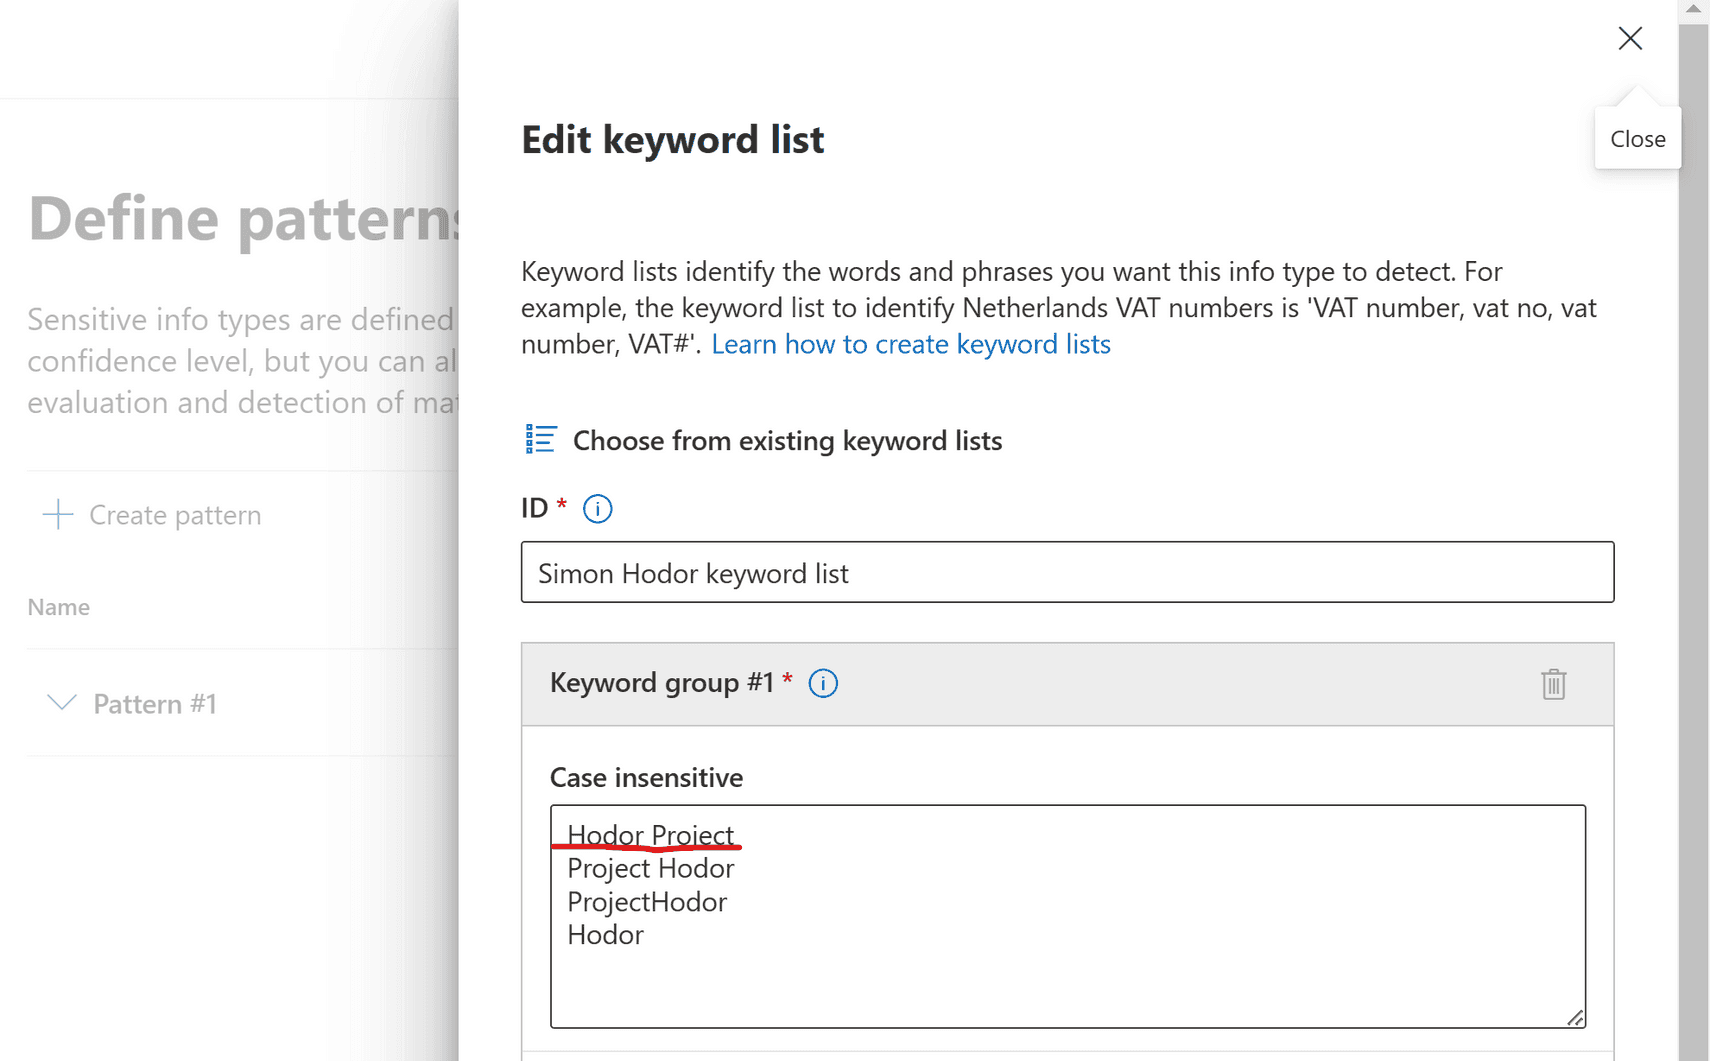 Close
Edit keyword list
Define patterns
Keyword lists identify the words and phrases you want this info type to detect. For
example, the keyword list to identify Netherlands VAT numbers is 'VAT number, vat no, vat
number, VAT#'. Learn how to create keyword lists
Sensitive info types are defined
confidence level, but you can al
evaluation and detection of mat
Choose from existing keyword lists
ID *
Create pattern
Simon Hodor keyword list
Name
Keyword group #1 *
Pattern #1
Case insensitive
Hodor Project
Project Hodor
ProjectHodor
Hodor